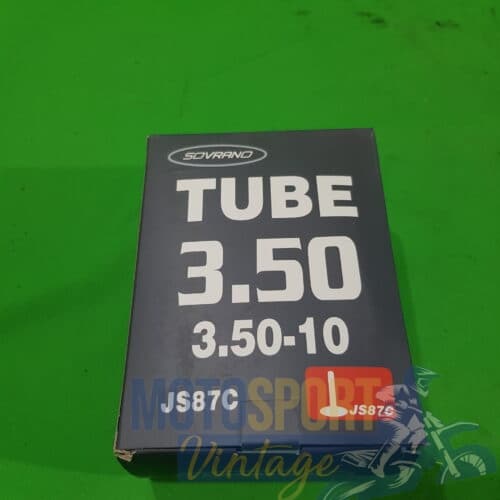 SOVRANO
TUBE
3.50
3.50-10
JS87C
JS87C
MOTOSPORT
Vintage